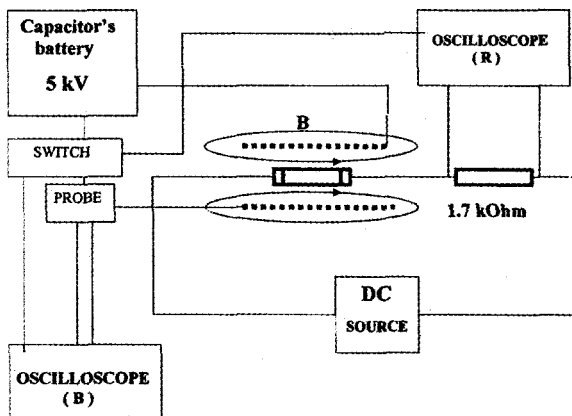 Capacitor's
battery
5 kV
OSCILLOSCOPE
( R )
B
SWITCH
PROBE
1.7 kOhm
DC
SOURCE
OSCILLOSCOPE
( B )